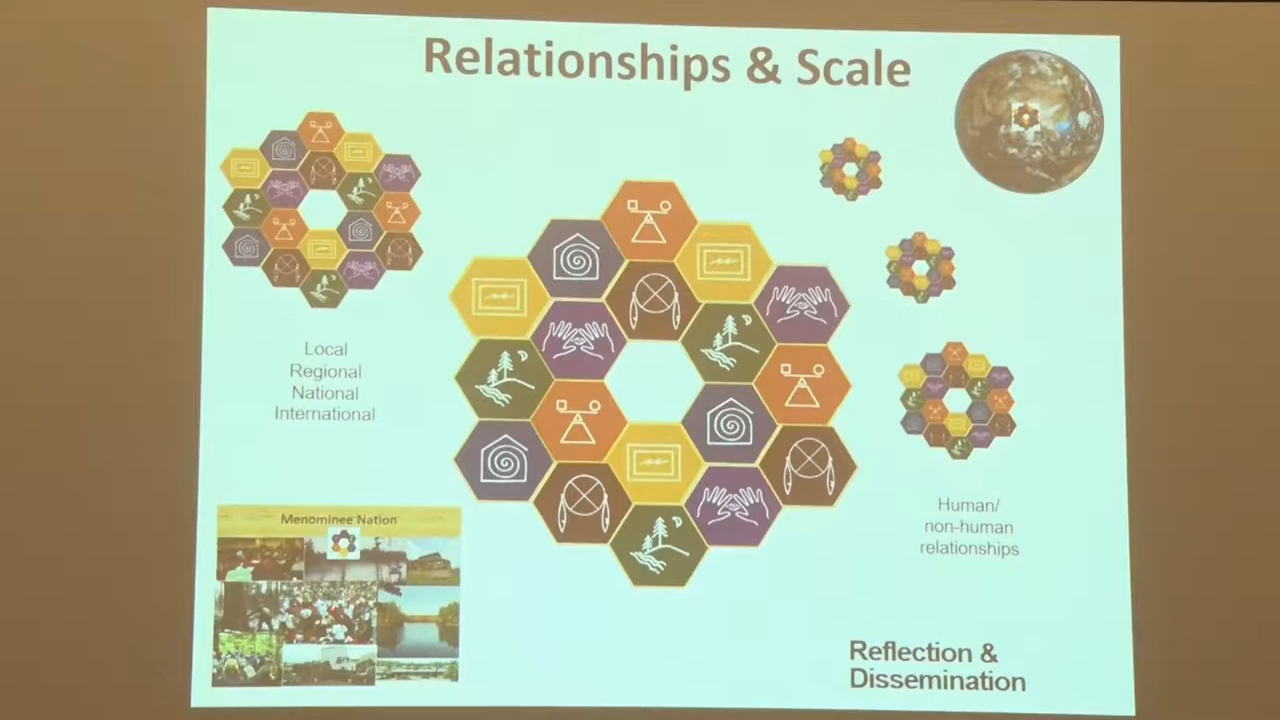 Relationships & Scale
Local
Regional
National
International
Menominee Nation
Human/
non-human
relationships
Reflection &
Dissemination